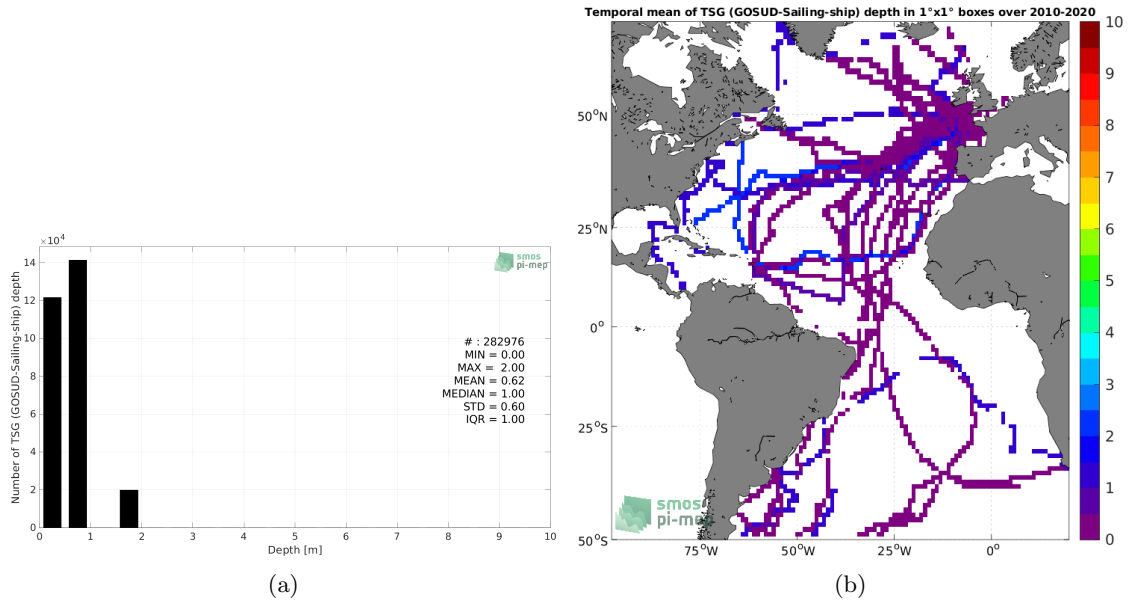 ×10⁴
14
12
10
8
6
4
2
0
Number of TSG (GOSUD-Sailing-ship) depth
smos
pi-mep
# : 282976
MIN = 0.00
MAX = 2.00
MEAN = 0.62
MEDIAN = 1.00
STD = 0.60
IQR = 1.00
0 1 2 3 4 5 6 7 8 9 10
Depth [m]
(a)
Temporal mean of TSG (GOSUD-Sailing-ship) depth in 1°x1° boxes over 2010-2020
50°N
25°N
0°
25°S
50°S
smos
pi-mep
75°W 50°W 25°W 0°
10
9
8
7
6
5
4
3
2
1
0
(b)